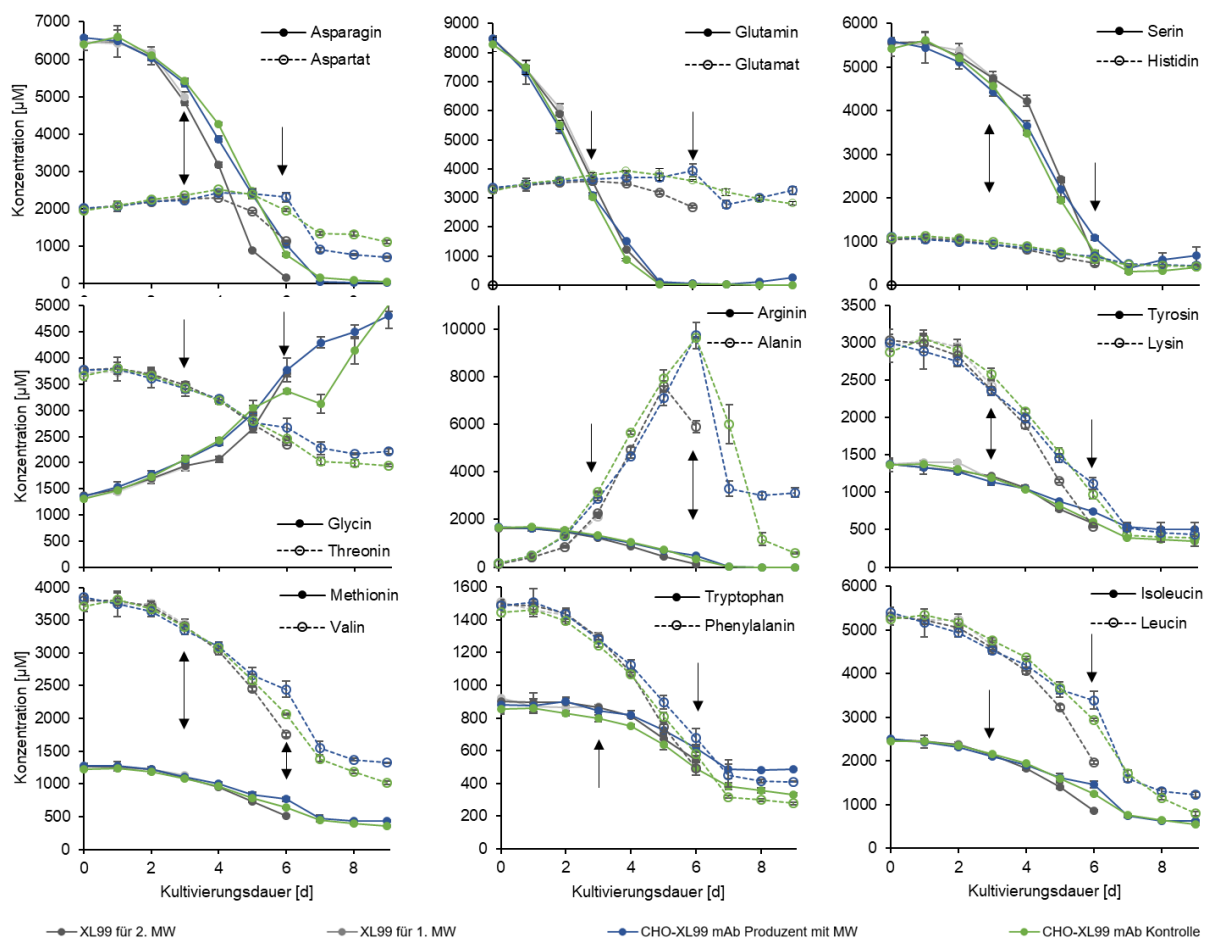 Konzentration [µM]
7000
6000
5000
4000
3000
2000
1000
0
Asparagin
Aspartat
9000
8000
7000
6000
5000
4000
3000
2000
1000
0
Glutamin
Glutamat
6000
5000
4000
3000
2000
1000
0
Serin
Histidin
Konzentration [µM]
5000
4500
4000
3500
3000
2500
2000
1500
1000
500
0
Glycin
Threonin
10000
8000
6000
4000
2000
0
Arginin
Alanin
3500
3000
2500
2000
1500
1000
500
0
Tyrosin
Lysin
Konzentration [µM]
4000
3500
3000
2500
2000
1500
1000
500
0
Methionin
Valin
0 2 4 6 8
Kultivierungsdauer [d]
1600
1400
1200
1000
800
600
400
200
0
Tryptophan
Phenylalanin
0 2 4 6 8
Kultivierungsdauer [d]
6000
5000
4000
3000
2000
1000
0
Isoleucin
Leucin
0 2 4 6 8
Kultivierungsdauer [d]
XL99 für 2. MW XL99 für 1. MW CHO-XL99 mAb Produzent mit MW CHO-XL99 mAb Kontrolle